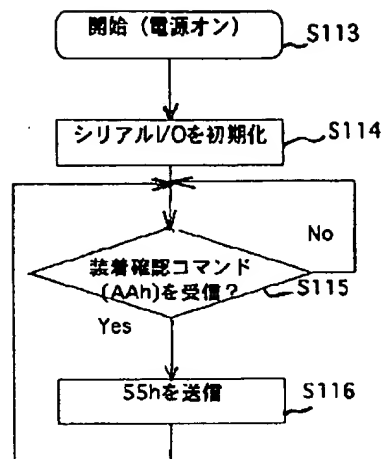 開始（電源オン）
S113
シリアルI/Oを初期化
S114
No
装着確認コマンド
(AAh)を受信？
S115
Yes
55hを送信
S116